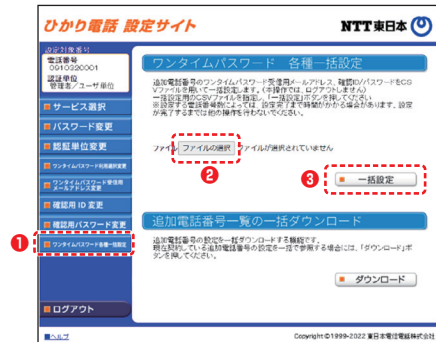 ひかり電話 設定サイト
NTT東日本
設定対象番号
電話番号
0910320001
認証単位
管理者/ユーザ単位
サービス選択
パスワード変更
認証単位変更
ワンタイムパスワード利用選択変更
ワンタイムパスワード受信用
メールアドレス変更
確認用 ID 変更
確認用パスワード変更
❶
ワンタイムパスワード各種一括設定
ログアウト
ワンタイムパスワード 各種一括設定
追加電話番号のワンタイムパスワード受信用メールアドレス、確認ID/パスワードをCS
Vファイルを用いて一括設定します。(本操作では、ログアウトしません)
一括設定用のCSVファイルを指定し、「一括設定」ボタンを押してください
※設定する電話番号数によっては、設定完了まで時間がかかる場合があります。設定
が完了するまでは他の操作を行わないでください。
ファイル ファイルの選択 ファイルが選択されていません
❷
❸
一括設定
追加電話番号一覧の一括ダウンロード
追加電話番号の設定を一括ダウンロードする機能です。
現在契約している追加電話番号の設定を一括で参照する場合には、「ダウンロード」ボ
タンを押してください。
ダウンロード
ヘルプ
Copyright©1999-2022 東日本電信電話株式会社